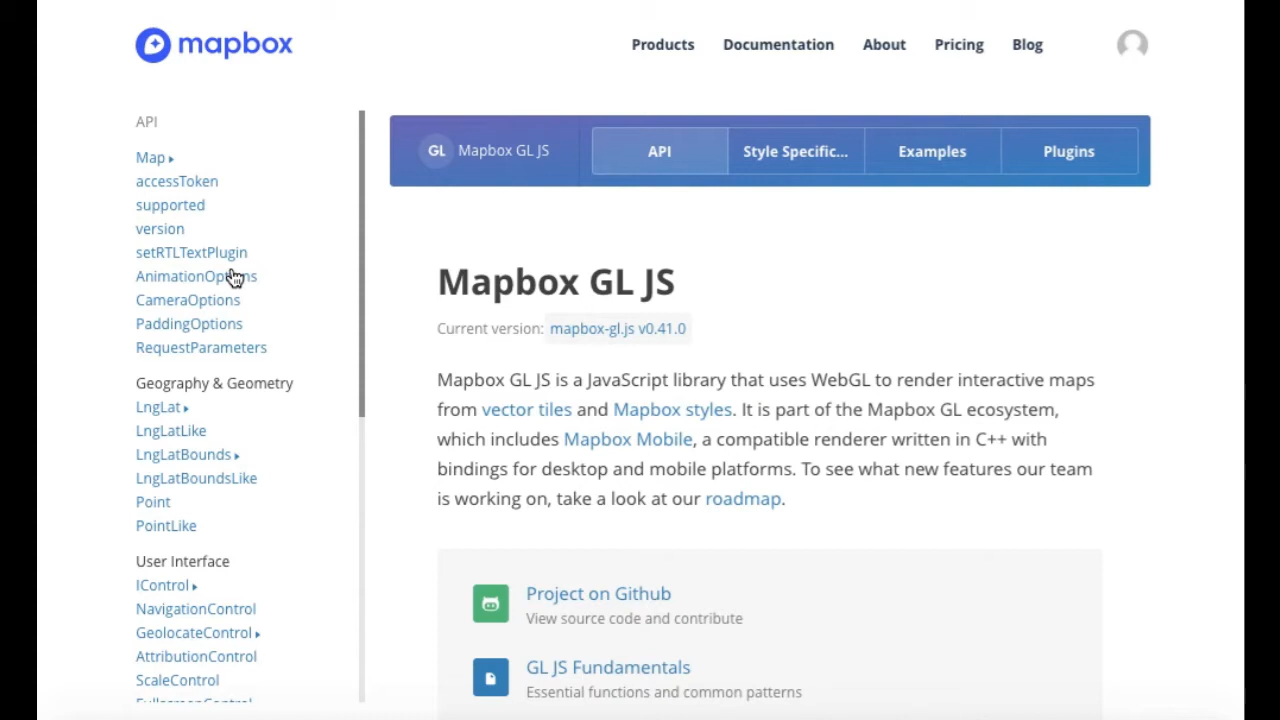 mapbox
Products Documentation About Pricing Blog
API
Map
accessToken
supported
version
setRTLTextPlugin
AnimationOptions
CameraOptions
PaddingOptions
RequestParameters
Geography & Geometry
LngLat
LngLatLike
LngLatBounds
LngLatBoundsLike
Point
PointLike
User Interface
IControl
NavigationControl
GeolocateControl
AttributionControl
ScaleControl
FullscreenControl
GL Mapbox GL JS API Style Specific... Examples Plugins
Mapbox GL JS
Current version: mapbox-gl.js v0.41.0
Mapbox GL JS is a JavaScript library that uses WebGL to render interactive maps
from vector tiles and Mapbox styles. It is part of the Mapbox GL ecosystem,
which includes Mapbox Mobile, a compatible renderer written in C++ with
bindings for desktop and mobile platforms. To see what new features our team
is working on, take a look at our roadmap.
Project on Github
View source code and contribute
GL JS Fundamentals
Essential functions and common patterns